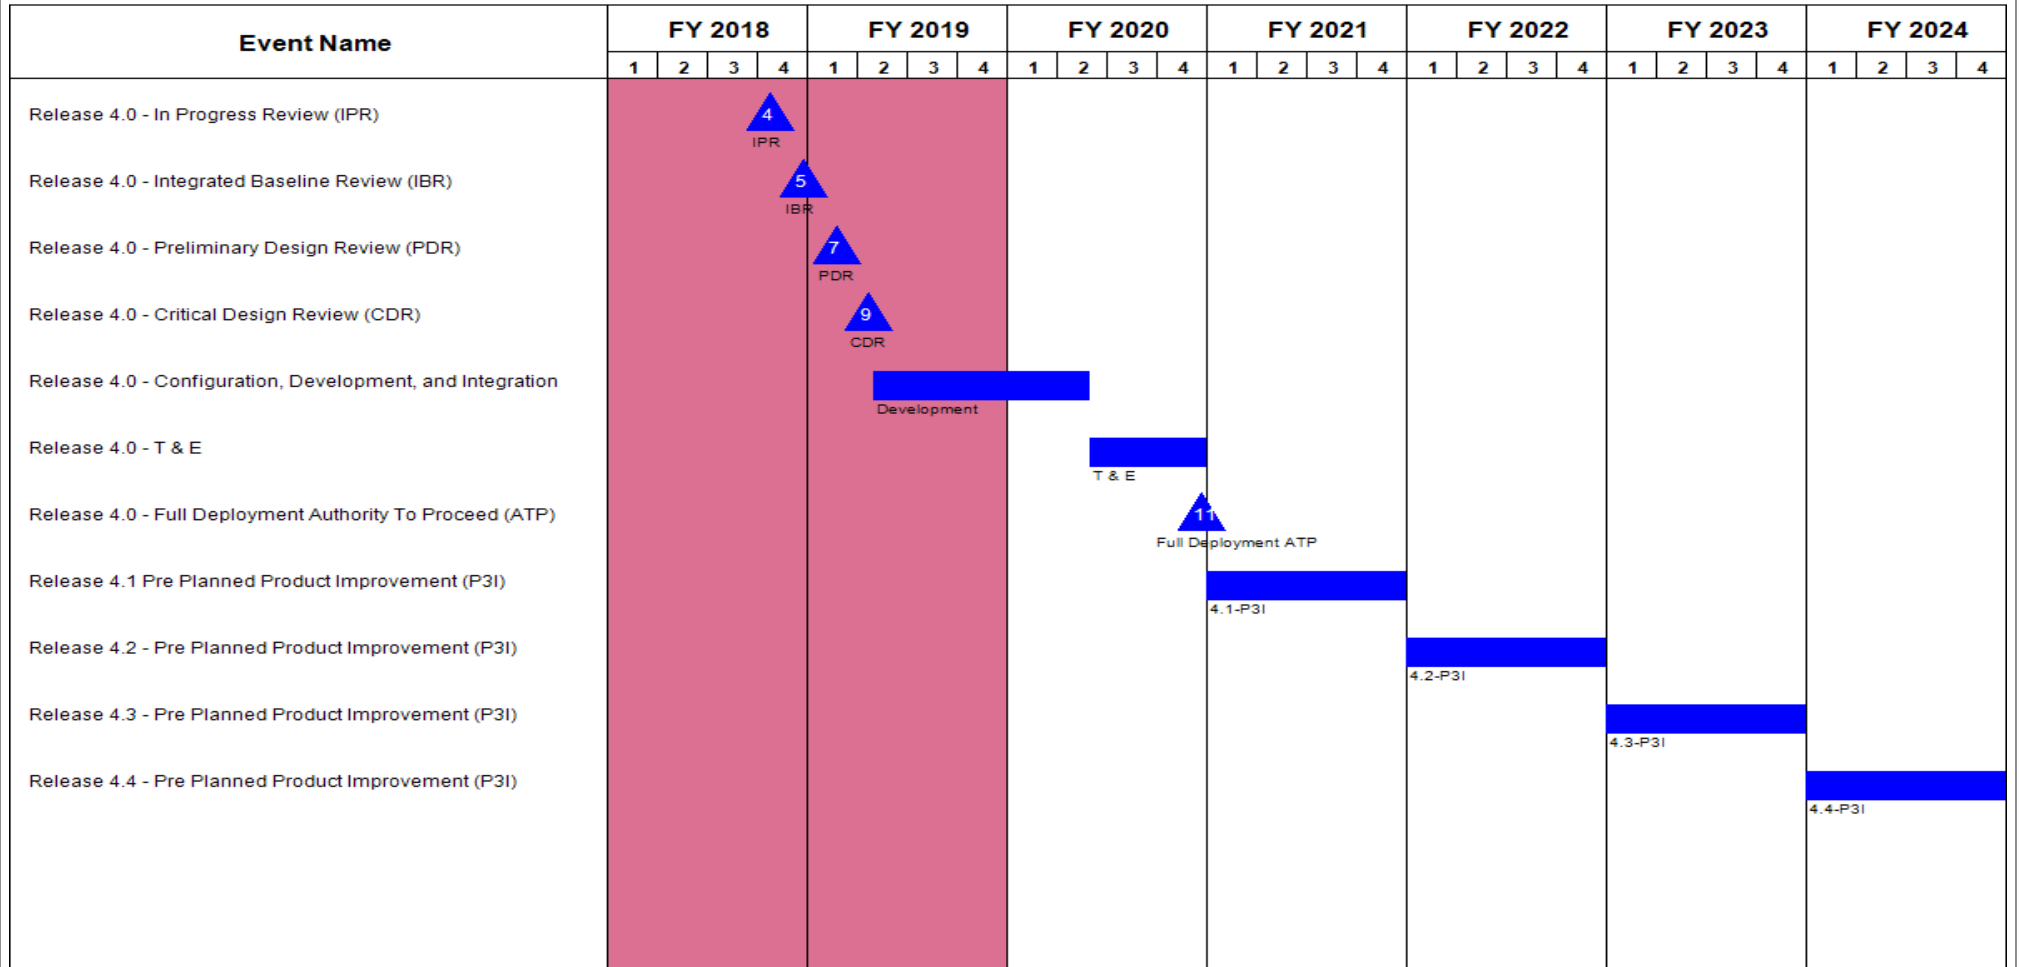 Event Name FY 2018 FY 2019 FY 2020 FY 2021 FY 2022 FY 2023 FY 2024
1 2 3 4 1 2 3 4 1 2 3 4 1 2 3 4 1 2 3 4 1 2 3 4 1 2 3 4
Release 4.0 - In Progress Review (IPR) 4
IPR
Release 4.0 - Integrated Baseline Review (IBR) 5
IBR
Release 4.0 - Preliminary Design Review (PDR) 7
PDR
Release 4.0 - Critical Design Review (CDR) 9
CDR
Release 4.0 - Configuration, Development, and Integration
Development
Release 4.0 - T & E
T & E
Release 4.0 - Full Deployment Authority To Proceed (ATP) 11
Full Deployment ATP
Release 4.1 Pre Planned Product Improvement (P3I)
4.1-P3I
Release 4.2 - Pre Planned Product Improvement (P3I)
4.2-P3I
Release 4.3 - Pre Planned Product Improvement (P3I)
4.3-P3I
Release 4.4 - Pre Planned Product Improvement (P3I)
4.4-P3I